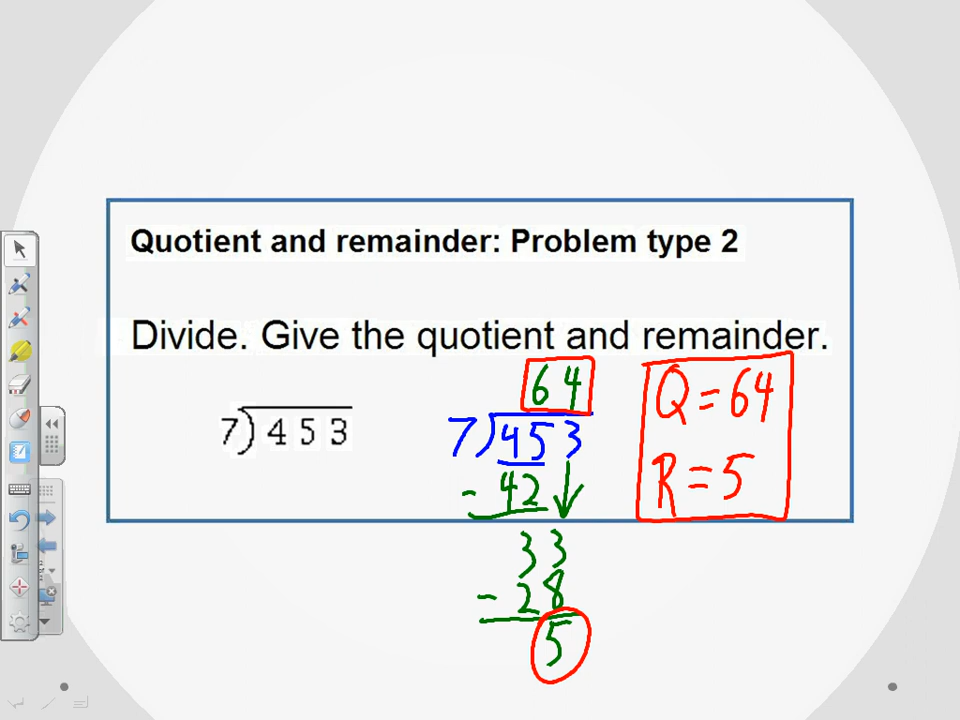 Quotient and remainder: Problem type 2
Divide. Give the quotient and remainder.
7)453
64
7)453
- 42
33
- 28
5
Q = 64
R = 5